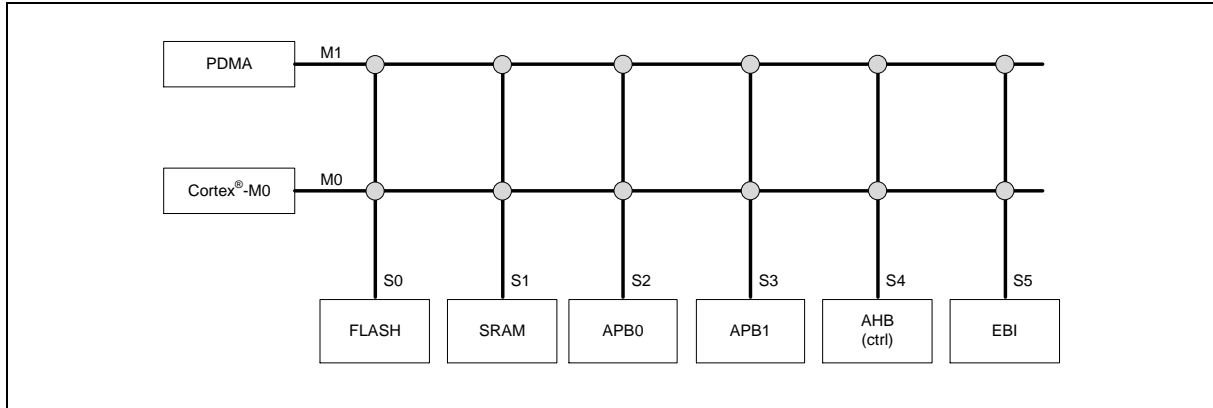 PDMA
M1
Cortex®-M0
M0
S0
S1
S2
S3
S4
S5
FLASH
SRAM
APB0
APB1
AHB
(ctrl)
EBI